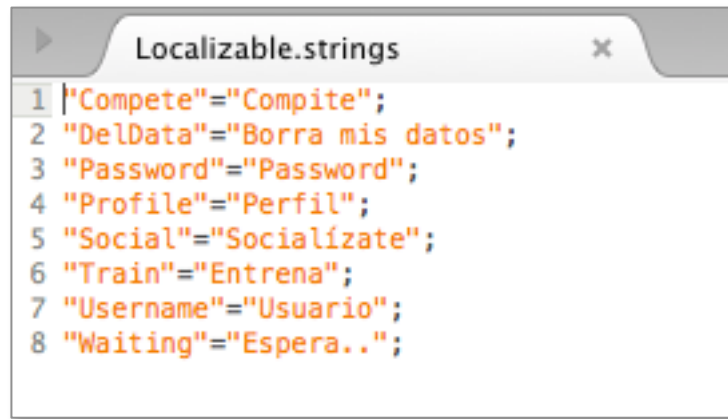 Localizable.strings
1 "Compete"="Compite";
2 "DelData"="Borra mis datos";
3 "Password"="Password";
4 "Profile"="Perfil";
5 "Social"="Socialízate";
6 "Train"="Entrena";
7 "Username"="Usuario";
8 "Waiting"="Espera..";